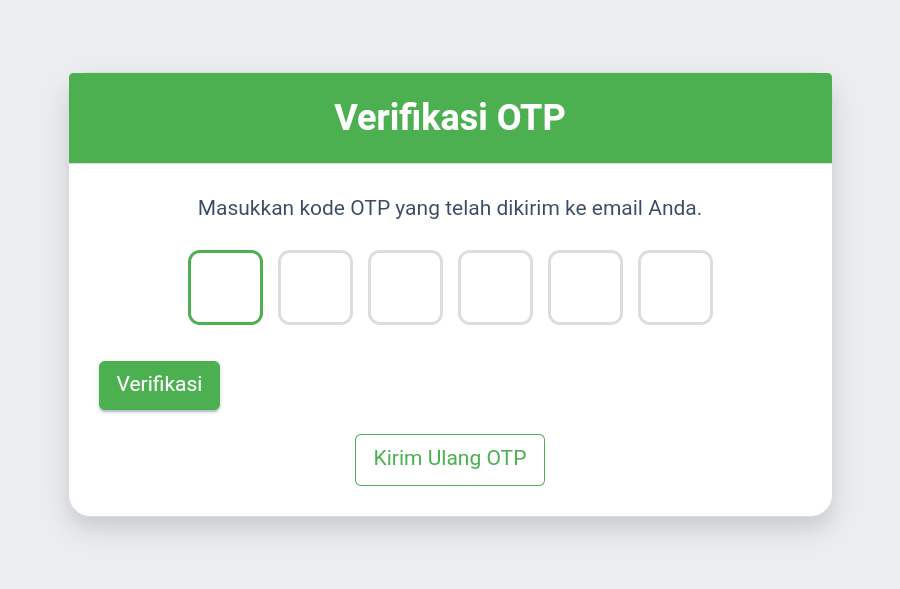 Verifikasi OTP
Masukkan kode OTP yang telah dikirim ke email Anda.
Verifikasi
Kirim Ulang OTP